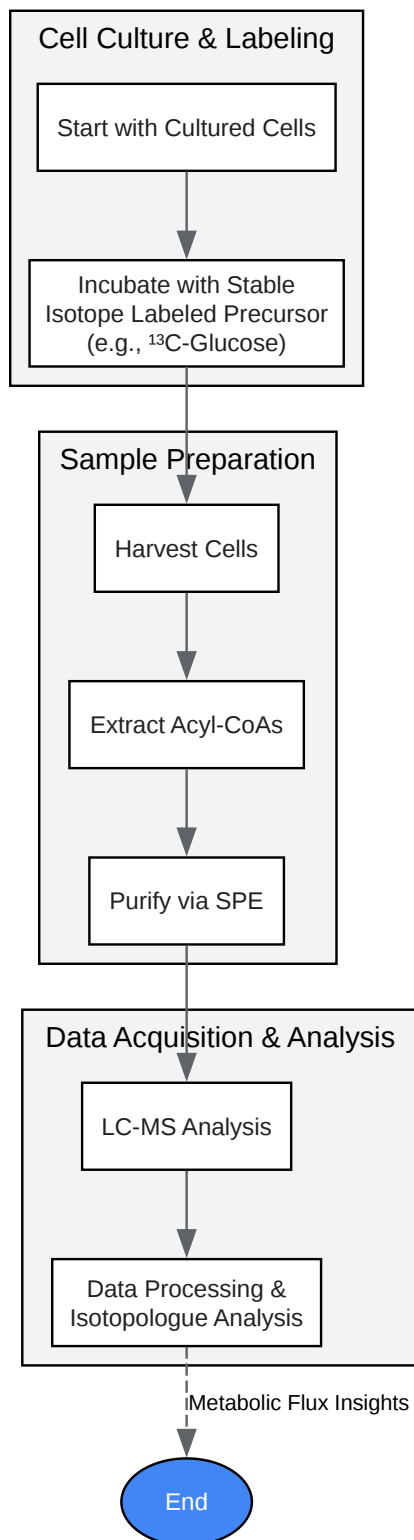 Cell Culture & Labeling
Start with Cultured Cells
Incubate with Stable
Isotope Labeled Precursor
(e.g., ¹³C-Glucose)
Sample Preparation
Harvest Cells
Extract Acyl-CoAs
Purify via SPE
Data Acquisition & Analysis
LC-MS Analysis
Data Processing &
Isotopologue Analysis
Metabolic Flux Insights
End